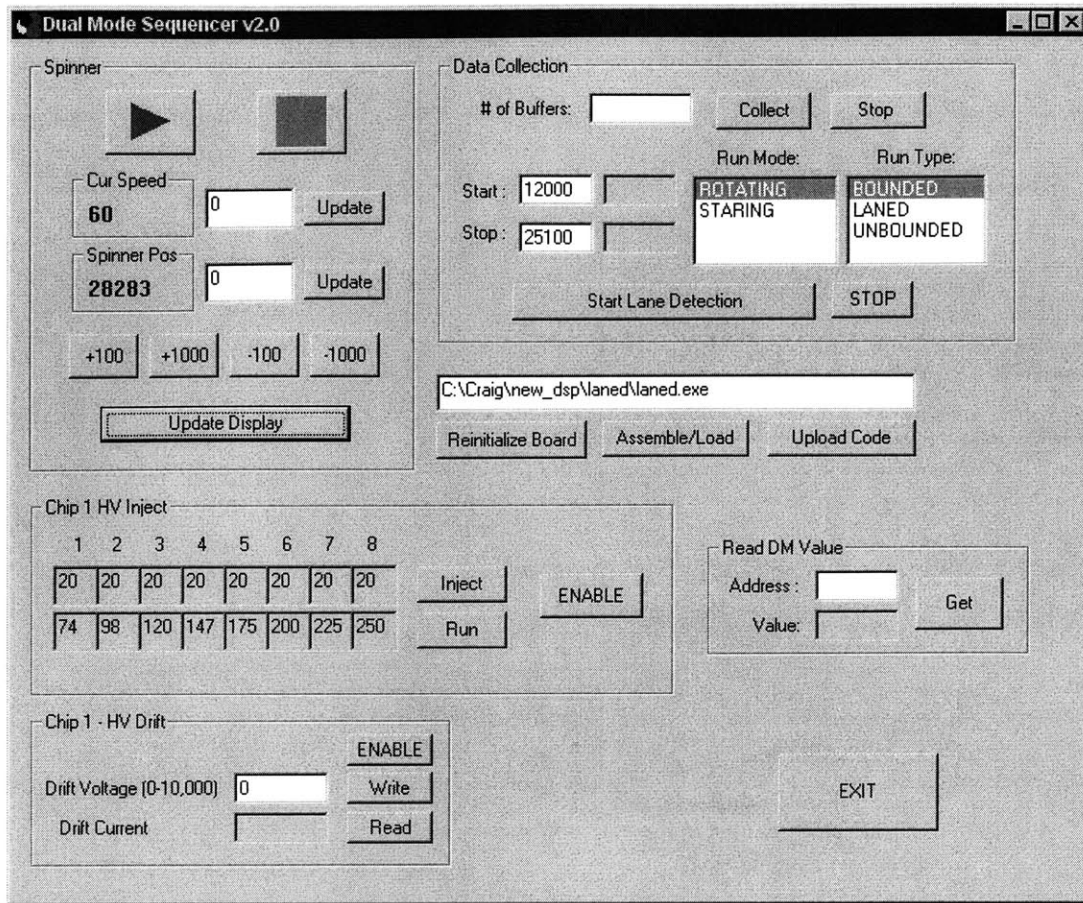 Dual Mode Sequencer v2.0
Spinner
Cur Speed
60
0
Update
Spinner Pos
28283
0
Update
+100 +1000 -100 -1000
Update Display
Data Collection
# of Buffers:
Collect
Stop
Run Mode:
Run Type:
Start : 12000
Stop : 25100
ROTATING
STARING
BOUNDED
LANED
UNBOUNDED
Start Lane Detection
STOP
C:\Craig\new_dsp\laned\laned.exe
Reinitialize Board
Assemble/Load
Upload Code
Chip 1 HV Inject
1 2 3 4 5 6 7 8
20 20 20 20 20 20 20 20
Inject
74 98 120 147 175 200 225 250
Run
ENABLE
Read DM Value
Address :
Value:
Get
Chip 1 - HV Drift
ENABLE
Drift Voltage (0-10,000) 0 Write
Drift Current Read
EXIT